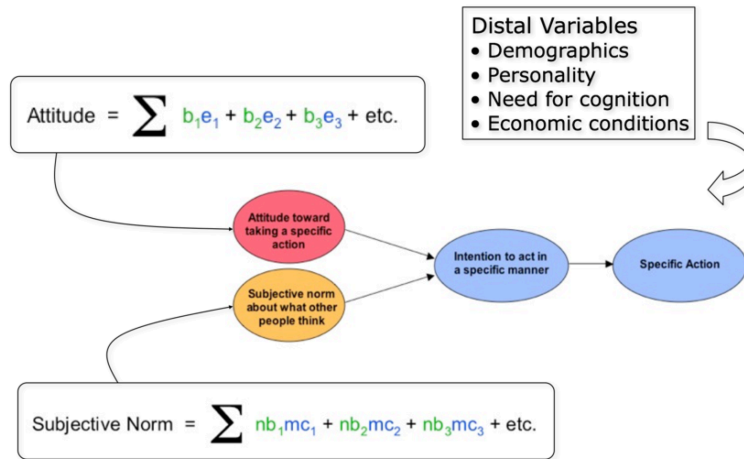 Distal Variables
• Demographics
• Personality
• Need for cognition
• Economic conditions
Attitude = ∑ b₁e₁ + b₂e₂ + b₃e₃ + etc.
Attitude toward
taking a specific
action
Subjective norm
about what other
people think
Intention to act in
a specific manner
Specific Action
Subjective Norm = ∑ nb₁mc₁ + nb₂mc₂ + nb₃mc₃ + etc.